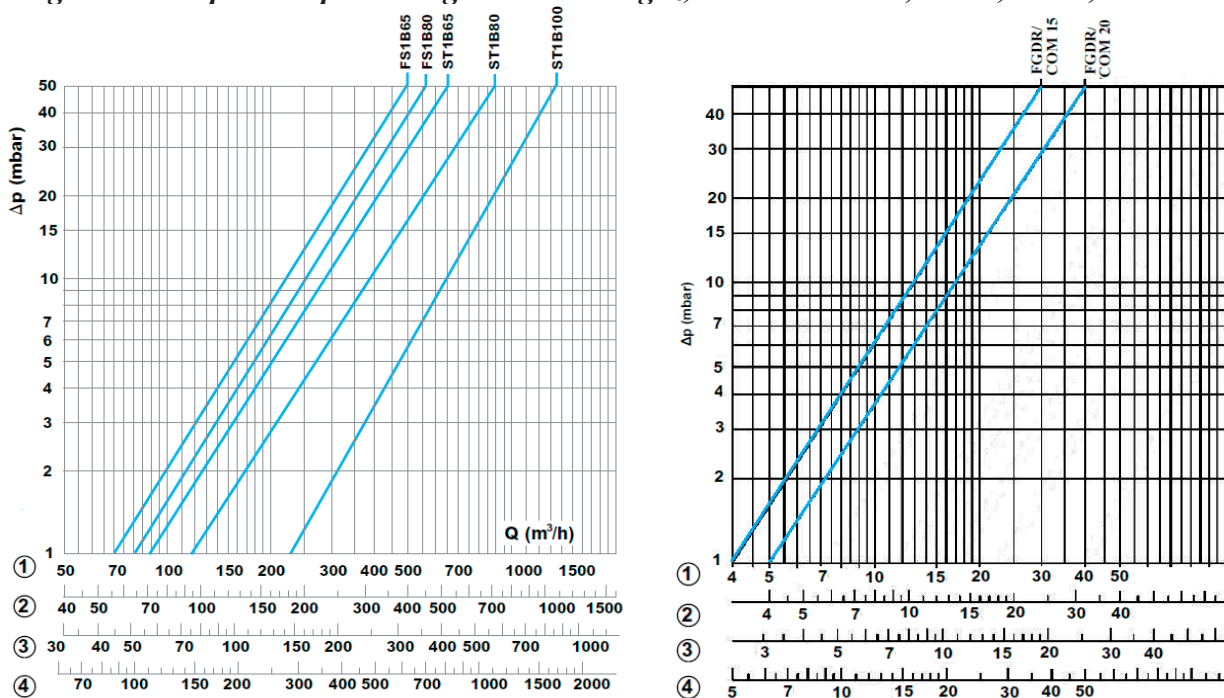 FS1B65
FS1B80
ST1B65
ST1B80
ST1B100
50
40
30
20
15
10
7
6
5
4
3
2
1
Δp (mbar)
Q (m³/h)
① 50 70 100 150 200 300 400 500 700 1000 1500
② 40 50 70 100 150 200 300 400 500 700 1000 1500
③ 30 40 50 70 100 150 200 300 400 500 700 1000
④ 70 100 150 200 300 400 500 700 1000 1500 2000
FGDR/
COM 15
FGDR/
COM 20
40
30
20
15
10
7
5
4
3
2
1
Δp (mbar)
① 4 5 7 10 15 20 30 40 50
② 4 5 7 10 15 20 30 40
③ 3 5 7 10 15 20 30 40
④ 5 7 10 15 20 30 40 50